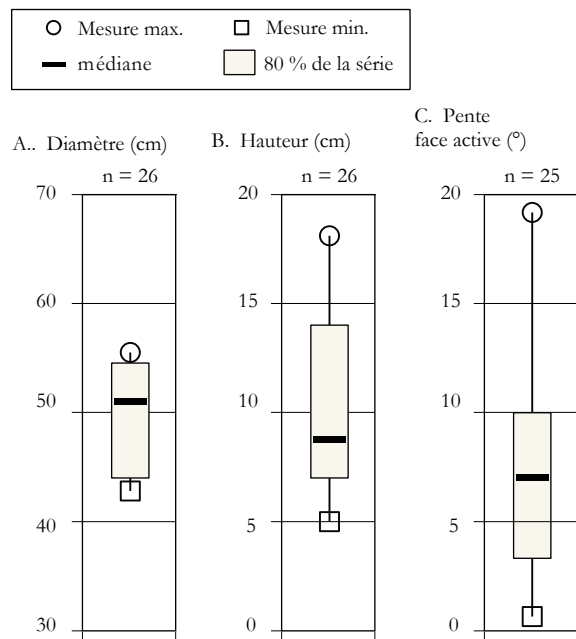 Mesure max. Mesure min.
médiane 80 % de la série
A.. Diamètre (cm)
n = 26
70
60
50
40
30
B. Hauteur (cm)
n = 26
20
15
10
5
0
C. Pente
face active (°)
n = 25
20
15
10
5
0